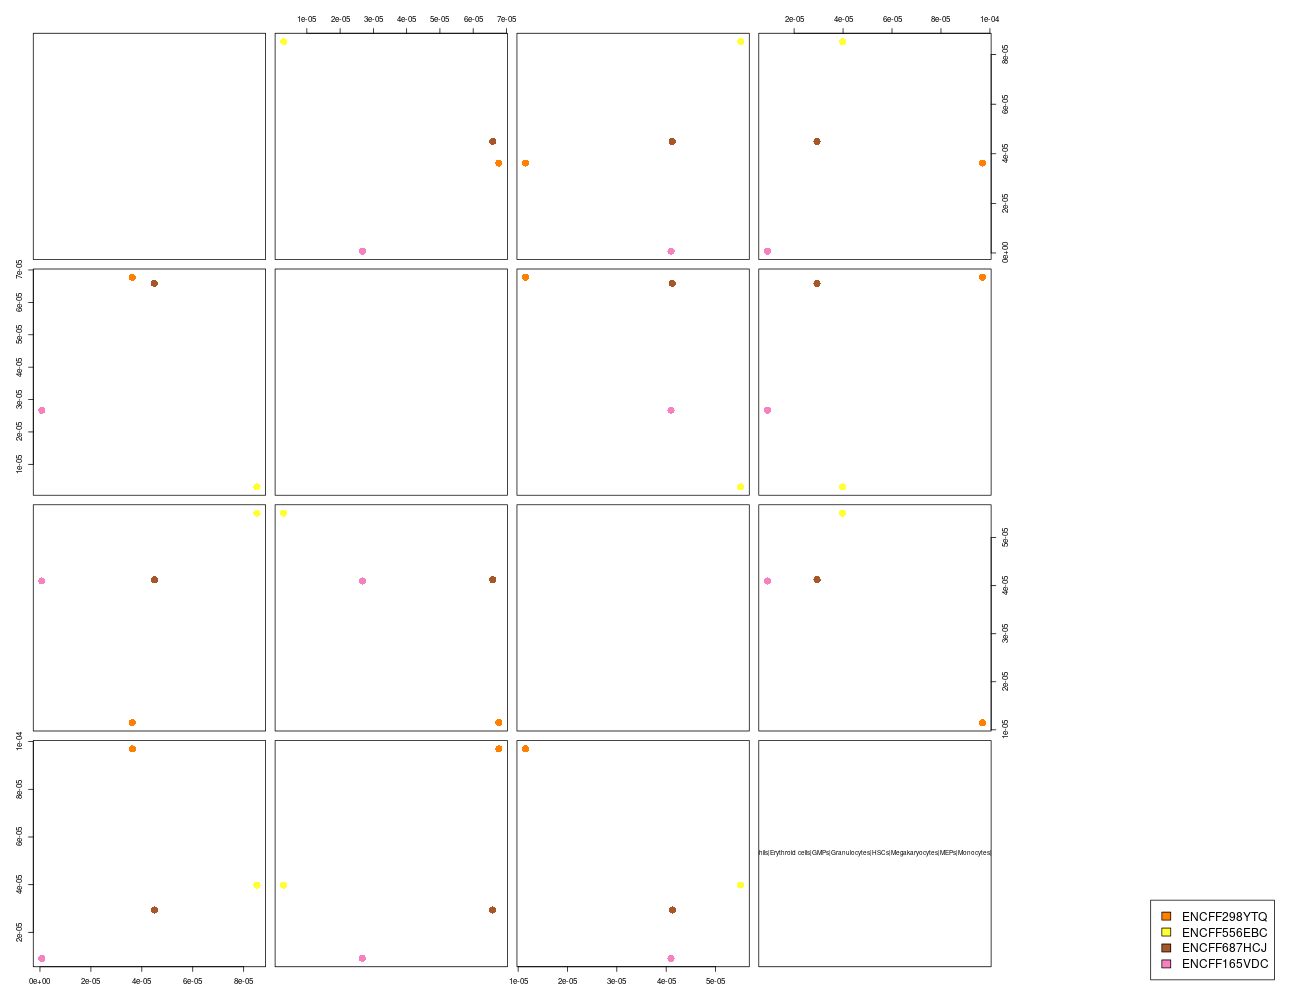 1e-05 2e-05 3e-05 4e-05 5e-05 6e-05 7e-05
2e-05 4e-05 6e-05 8e-05 1e-04
0e+00 2e-05 4e-05 6e-05 8e-05
1e-05 2e-05 3e-05 4e-05 5e-05 6e-05 7e-05
1e-05 2e-05 3e-05 4e-05 5e-05
2e-05 4e-05 6e-05 8e-05 1e-04
cells|GMPs|Granulocytes|HSCs|Megakaryocytes|MEPs|Monocytes|
0e+00 2e-05 4e-05 6e-05 8e-05
1e-05 2e-05 3e-05 4e-05 5e-05
ENCFF298YTQ
ENCFF556EBC
ENCFF687HCJ
ENCFF165VDC